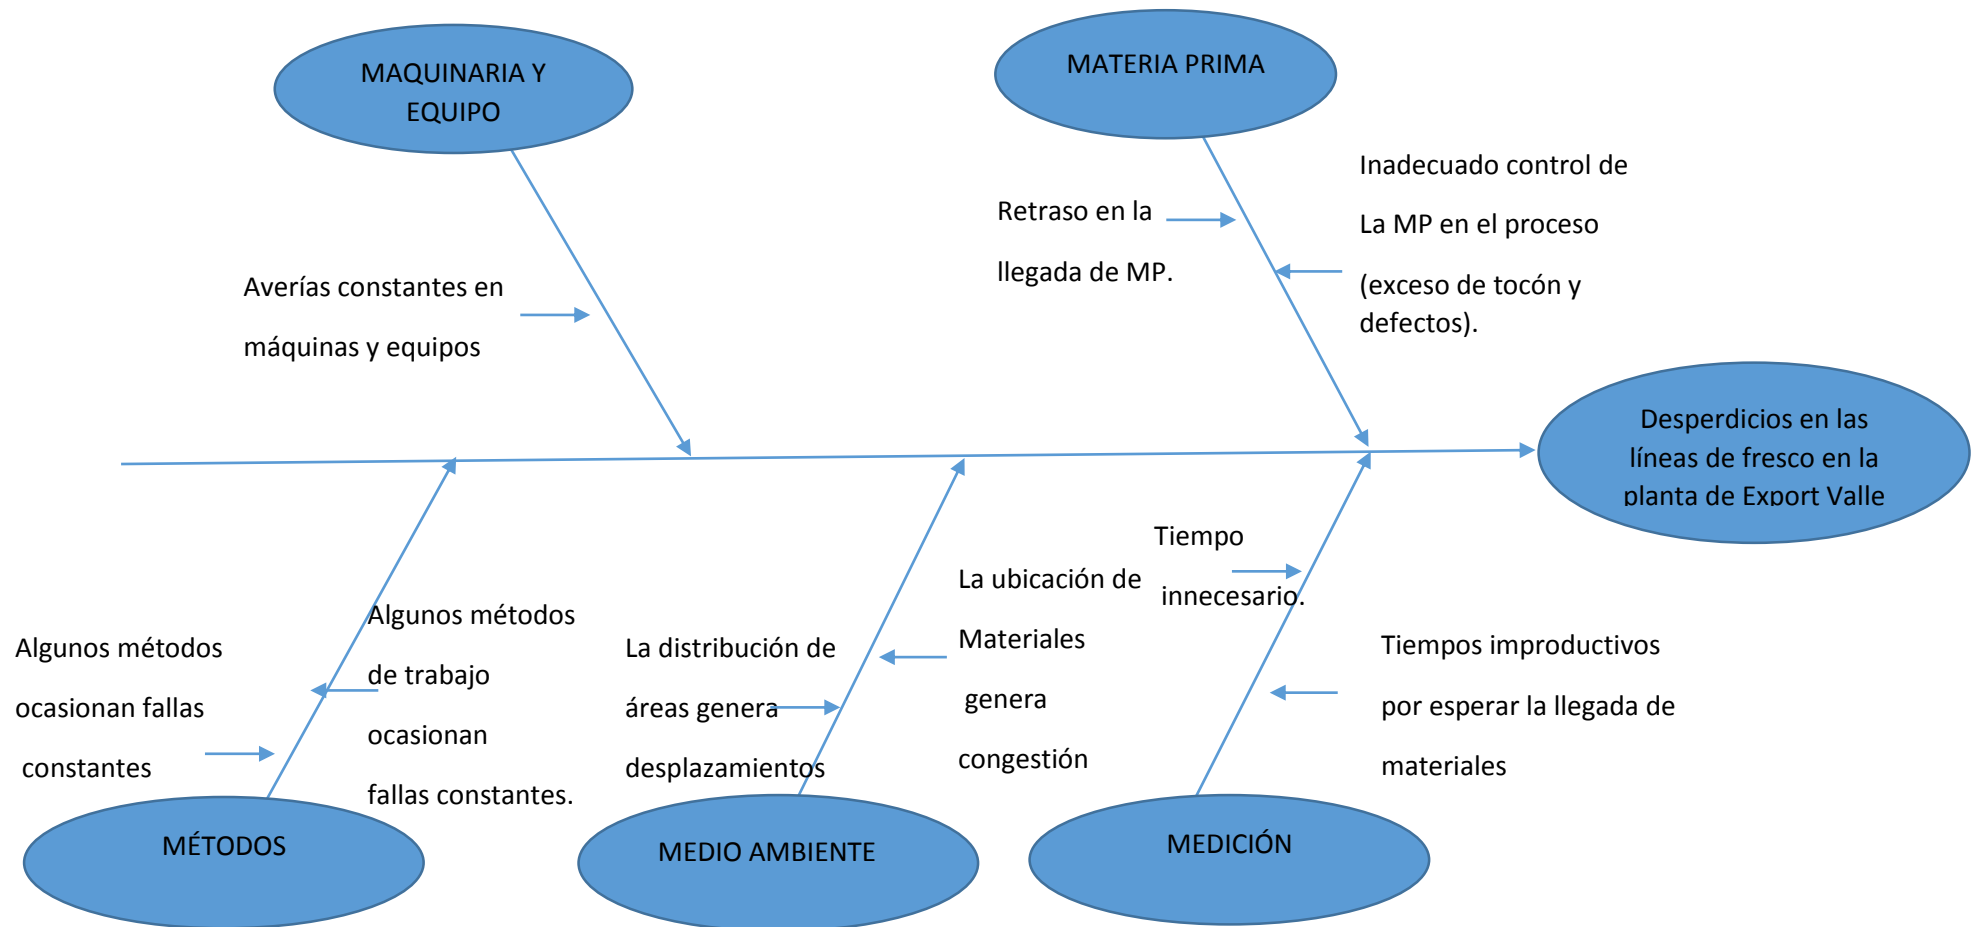 MAQUINARIA Y
EQUIPO
MATERIA PRIMA
Averías constantes en
máquinas y equipos
Retraso en la
llegada de MP.
Inadecuado control de
La MP en el proceso
(exceso de tocón y
defectos).
Desperdicios en las
líneas de fresco en la
planta de Export Valle
Algunos métodos
ocasionan fallas
constantes
Algunos métodos
de trabajo
ocasionan
fallas constantes.
La distribución de
áreas genera
desplazamientos
La ubicación de
Materiales
genera
congestión
Tiempo
innecesario.
Tiempos improductivos
por esperar la llegada de
materiales
MÉTODOS
MEDIO AMBIENTE
MEDICIÓN